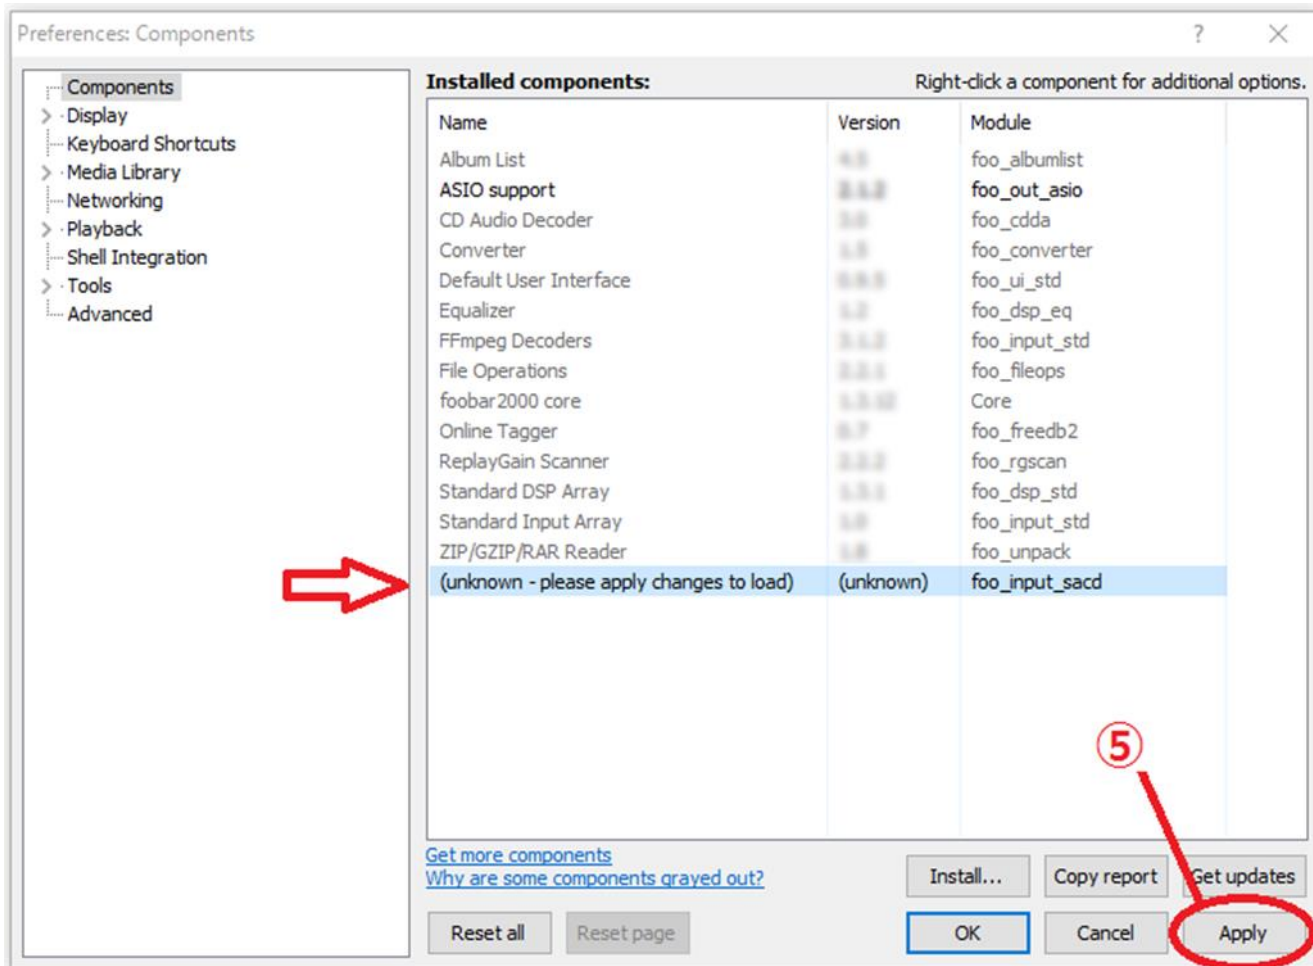 Preferences: Components
?
Components
Display
Keyboard Shortcuts
Media Library
Networking
Playback
Shell Integration
Tools
Advanced
Installed components: Right-click a component for additional options.
Name Version Module
Album List foo_albumlist
ASIO support foo_out_asio
CD Audio Decoder foo_cdda
Converter foo_converter
Default User Interface foo_ui_std
Equalizer foo_dsp_eq
FFmpeg Decoders foo_input_std
File Operations foo_fileops
foobar2000 core Core
Online Tagger foo_freedb2
ReplayGain Scanner foo_rgscan
Standard DSP Array foo_dsp_std
Standard Input Array foo_input_std
ZIP/GZIP/RAR Reader foo_unpack
(unknown - please apply changes to load) (unknown) foo_input_sacd
⑤
Get more components
Why are some components grayed out?
Install... Copy report Get updates
Reset all Reset page OK Cancel Apply